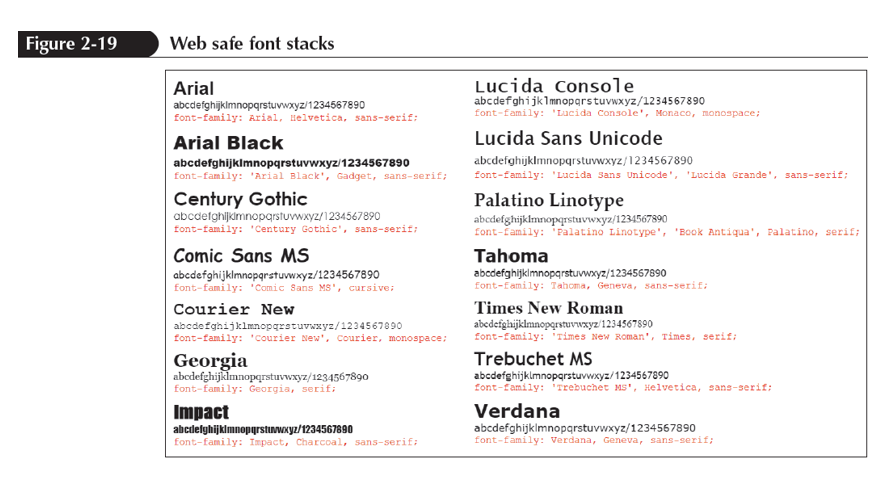 Figure 2-19 Web safe font stacks
Arial
abcdefghijklmnopqrstuvwxyz/1234567890
font-family: Arial, Helvetica, sans-serif;
Arial Black
abcdefghijklmnopqrstuvwxyz/1234567890
font-family: 'Arial Black', Gadget, sans-serif;
Century Gothic
abcdefghijklmnopqrstuvwxyz/1234567890
font-family: 'Century Gothic', sans-serif;
Comic Sans MS
abcdefghijklmnopqrstuvwxyz/1234567890
font-family: 'Comic Sans MS', cursive;
Courier New
abcdefghijklmnopqrstuvwxyz/1234567890
font-family: 'Courier New', Courier, monospace;
Georgia
abcdefghijklmnopqrstuvwxyz/1234567890
font-family: Georgia, serif;
Impact
abcdefghijklmnopqrstuvwxyz/1234567890
font-family: Impact, Charcoal, sans-serif;
Lucida Console
abcdefghijklmnopqrstuvwxyz/1234567890
font-family: 'Lucida Console', Monaco, monospace;
Lucida Sans Unicode
abcdefghijklmnopqrstuvwxyz/1234567890
font-family: 'Lucida Sans Unicode', 'Lucida Grande', sans-serif;
Palatino Linotype
abcdefghijklmnopqrstuvwxyz/1234567890
font-family: 'Palatino Linotype', 'Book Antiqua', Palatino, serif;
Tahoma
abcdefghijklmnopqrstuvwxyz/1234567890
font-family: Tahoma, Geneva, sans-serif;
Times New Roman
abcdefghijklmnopqrstuvwxyz/1234567890
font-family: 'Times New Roman', Times, serif;
Trebuchet MS
abcdefghijklmnopqrstuvwxyz/1234567890
font-family: 'Trebuchet MS', Helvetica, sans-serif;
Verdana
abcdefghijklmnopqrstuvwxyz/1234567890
font-family: Verdana, Geneva, sans-serif;